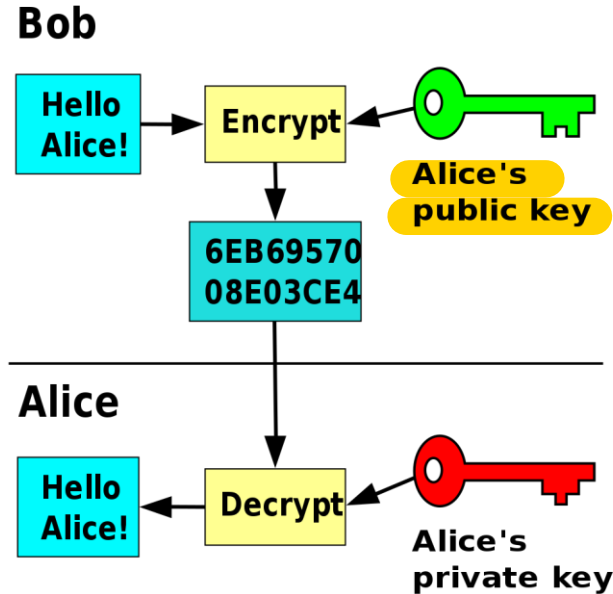 Bob
Hello
Alice!
Encrypt
Alice's
public key
6EB69570
08E03CE4
Alice
Hello
Alice!
Decrypt
Alice's
private key